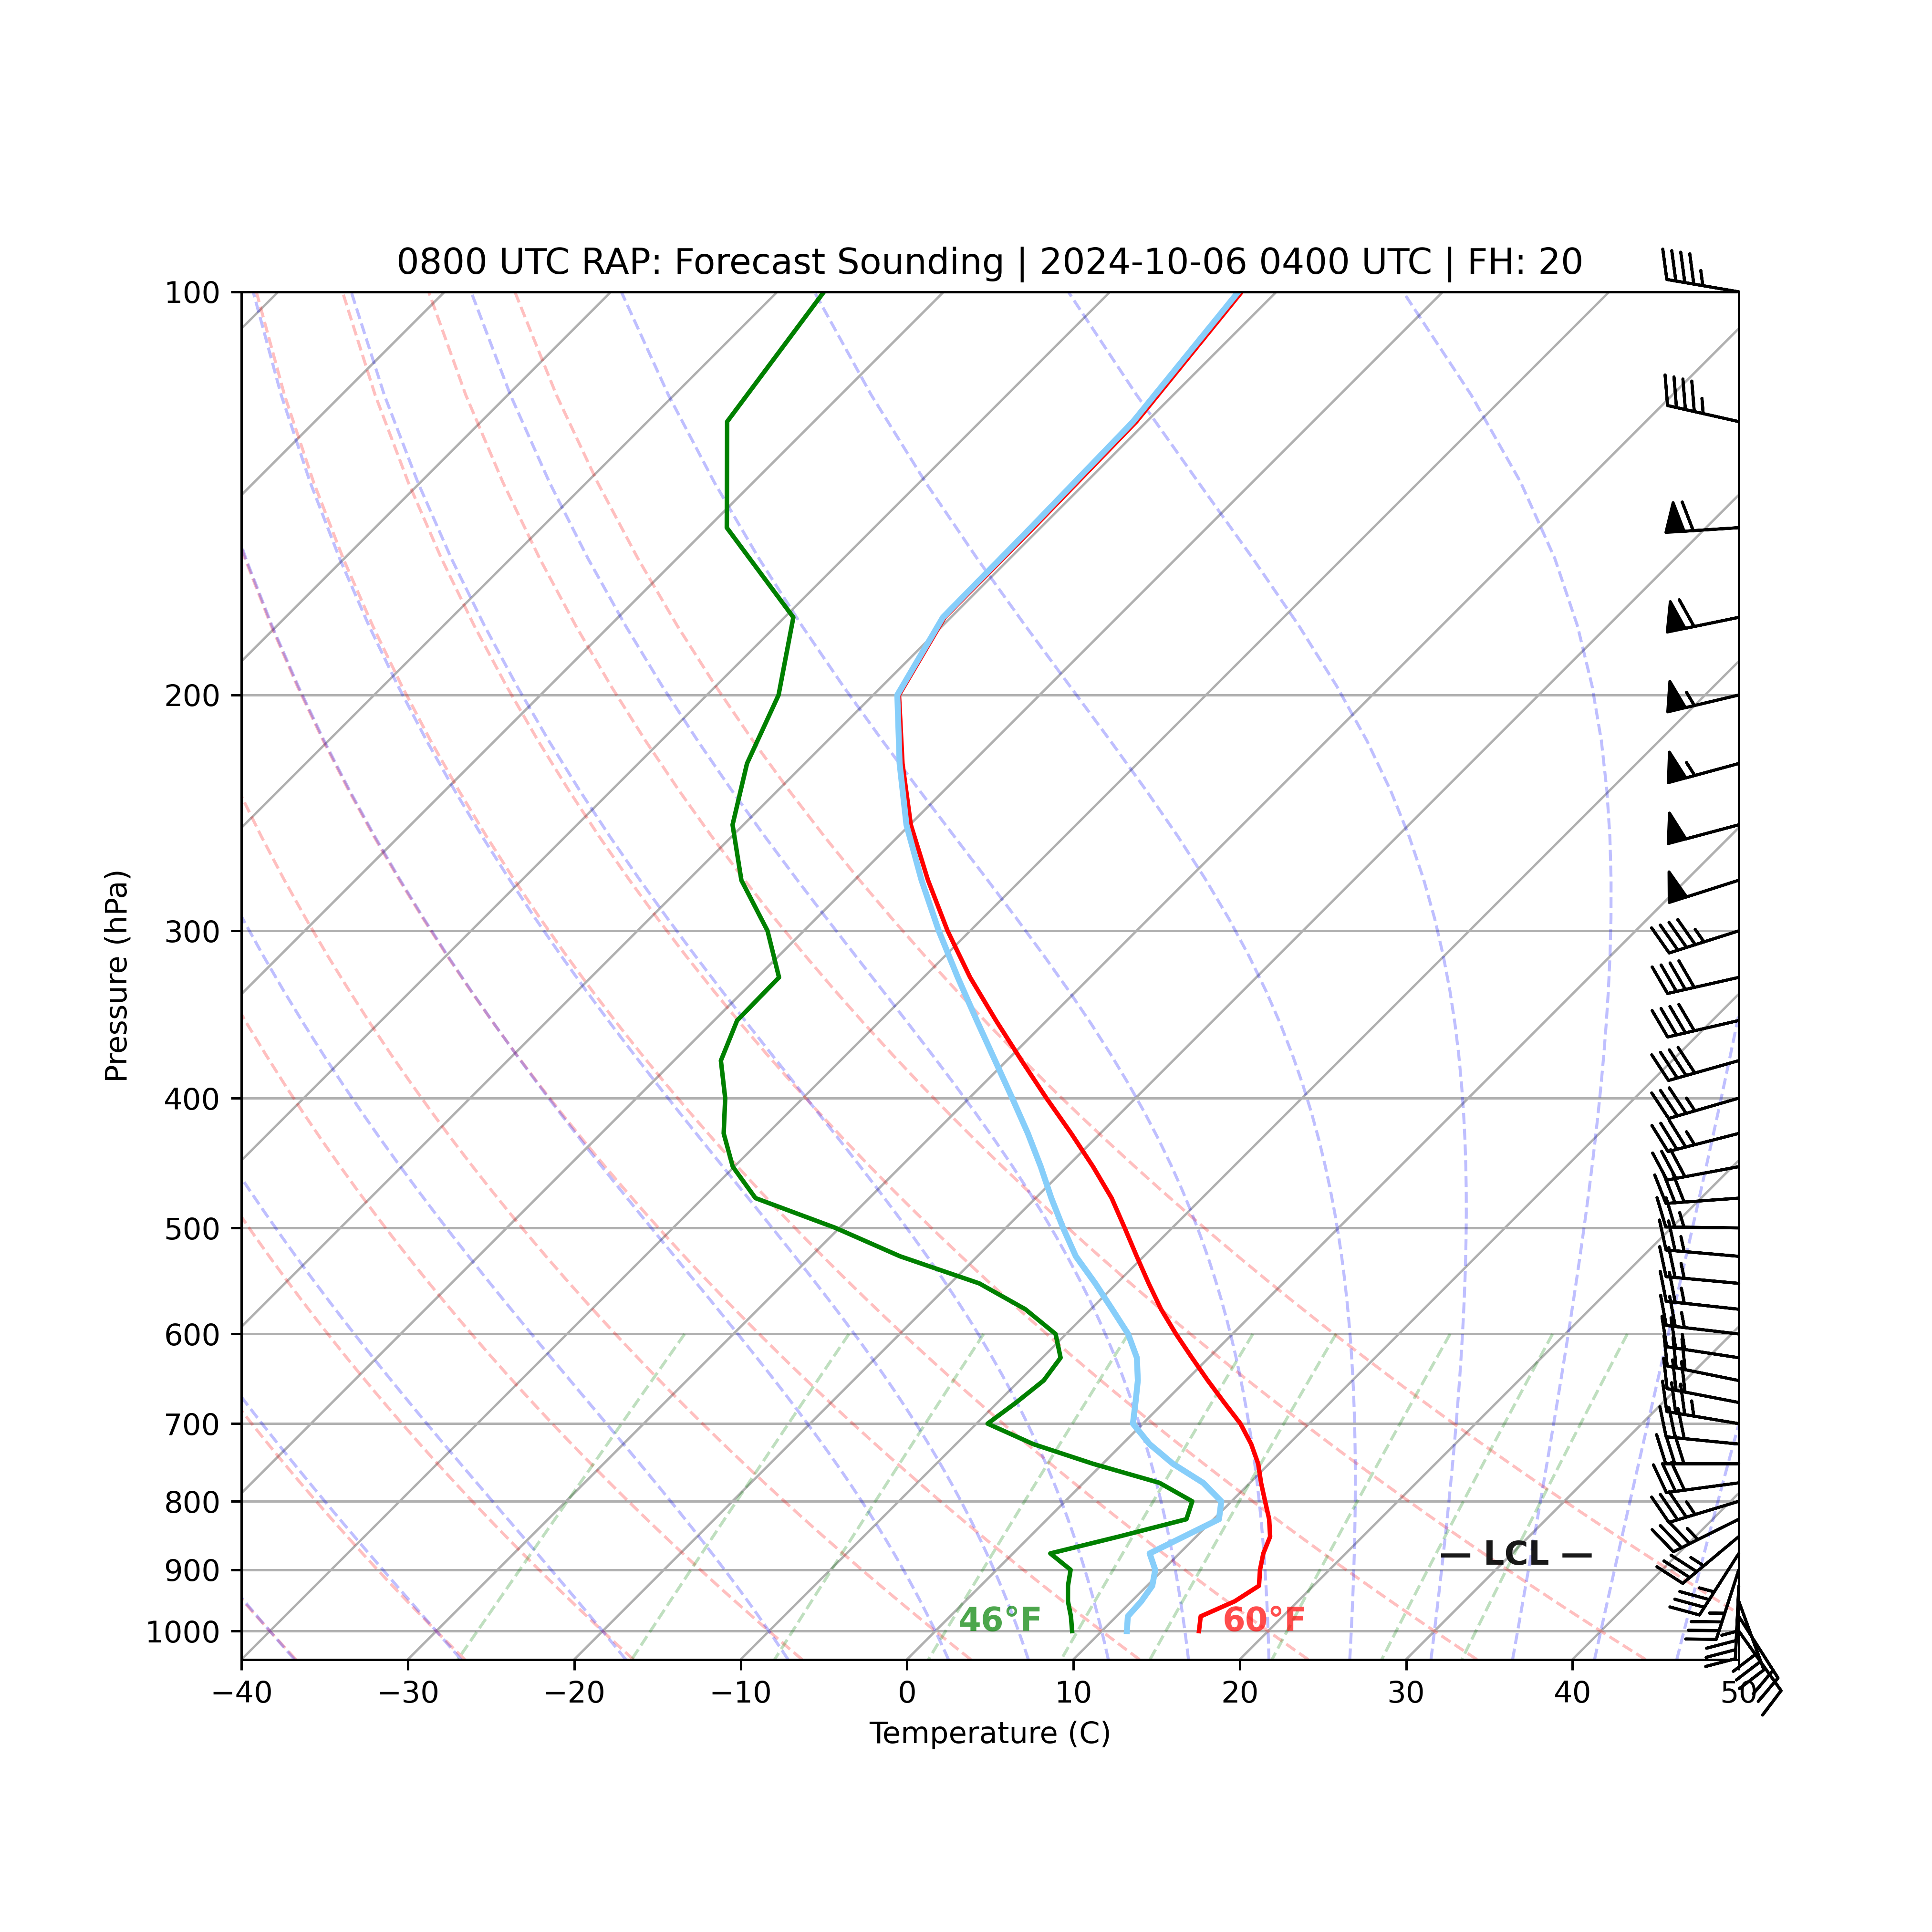 0800 UTC RAP: Forecast Sounding | 2024-10-06 0400 UTC | FH: 20
100
200
300
400
500
600
700
800
900
1000
Pressure (hPa)
— LCL —
46°F
60°F
−40 −30 −20 −10 0 10 20 30 40 50
Temperature (C)